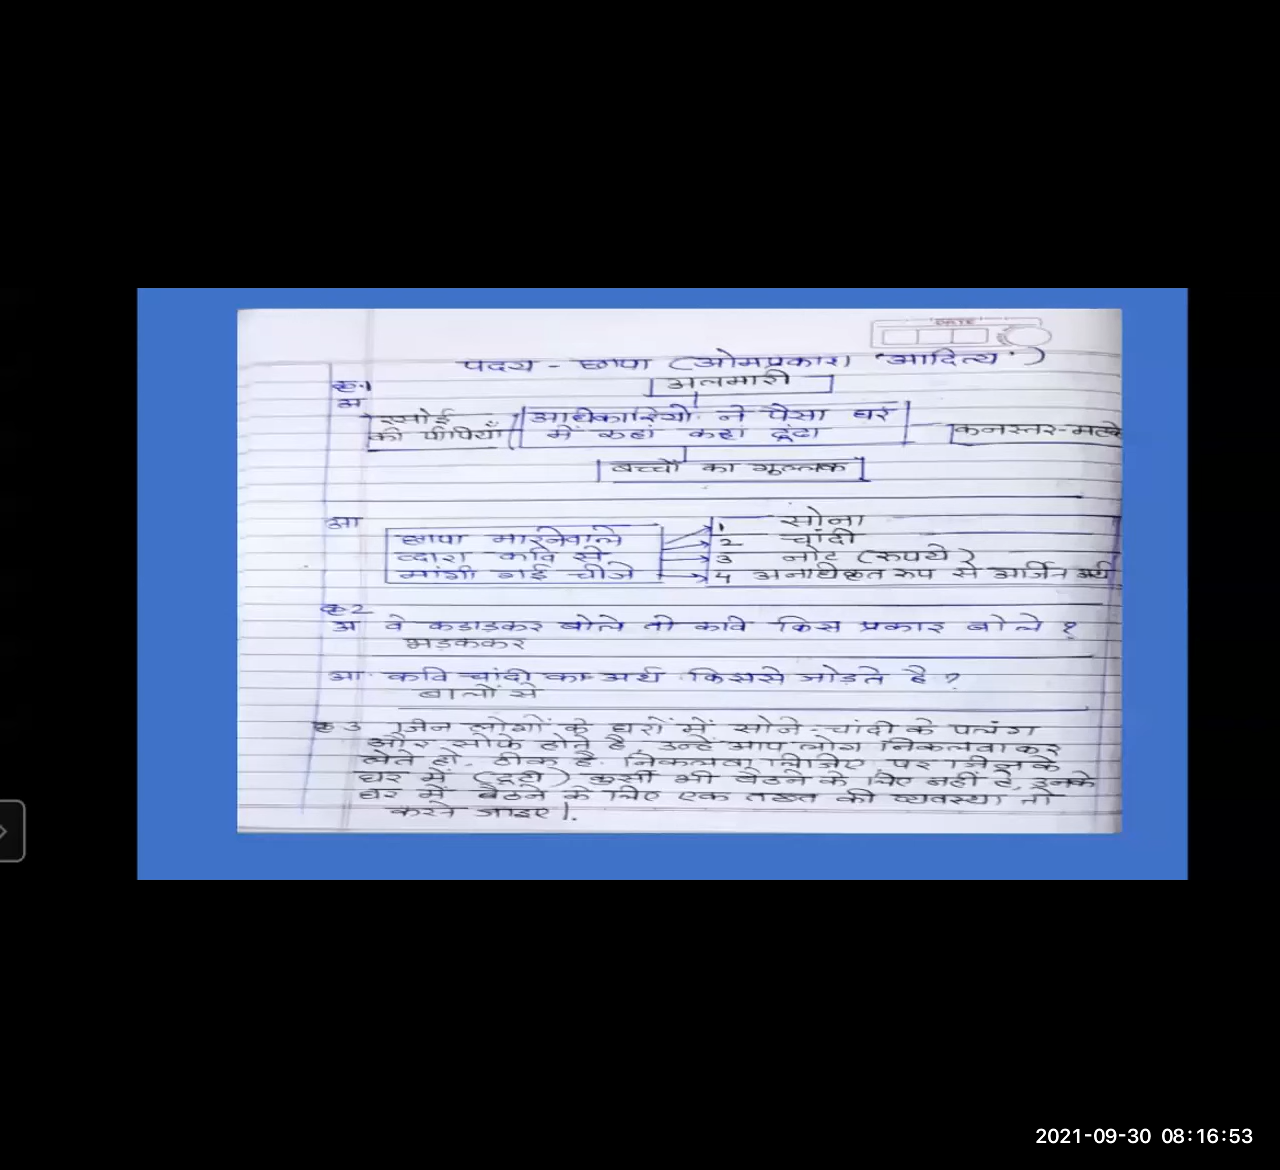 DATE
पदय - छापा (ओमप्रकाश 'आदित्य')
कृ-1
अलमारी
अ
रसोई
की पीपियाँ
अधिकारियों ने पैसा घर
में कहां कहां ढूंढा
कनस्तर-मटके
बच्चों का गुल्लक
आ
छापा मारनेवाले
व्दारा कवि से
मांगी गई चीजे
1 सोना
2 चांदी
3 नोट (रुपये)
4 अनाधिकृत रुप से अर्जित अर्थ
कृ2
अ वे कडाड़कर बोले तो कवि किस प्रकार बोले ?
भड़ककर
आ. कवि चांदी का अर्थ किससे जोड़ते है ?
बालों से
कृ 3 जिन लोगों के घरों में सोने चांदी के पलंग
और सोफे होते है, उन्हें आप लोग निकलवा कर
लेते हो. ठीक है. निकलवा लिजिए पर जिनके
घर में (टूटी) कुर्सी भी बैठने के लिए नहीं है, उनके
घर में बैठने के लिए एक तख्त की व्यवस्था तो
करते जाइए।.
2021-09-30 08:16:53